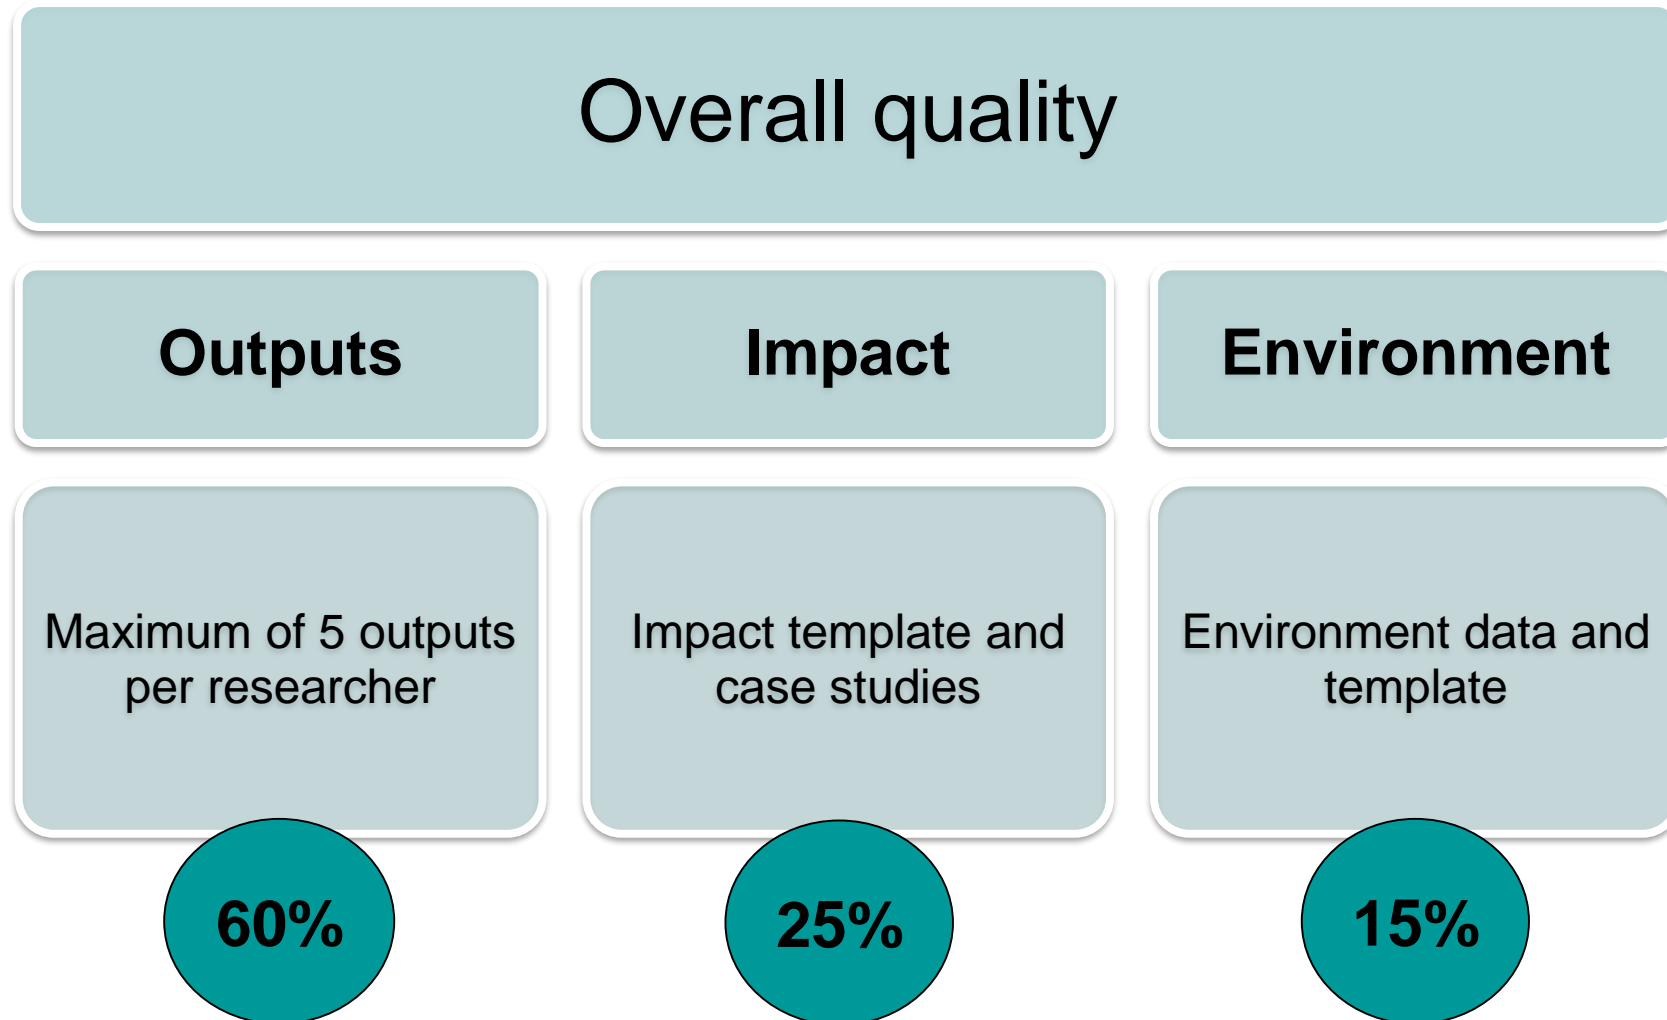 Overall quality
Outputs
Impact
Environment
Maximum of 5 outputs
per researcher
Impact template and
case studies
Environment data and
template
60%
25%
15%